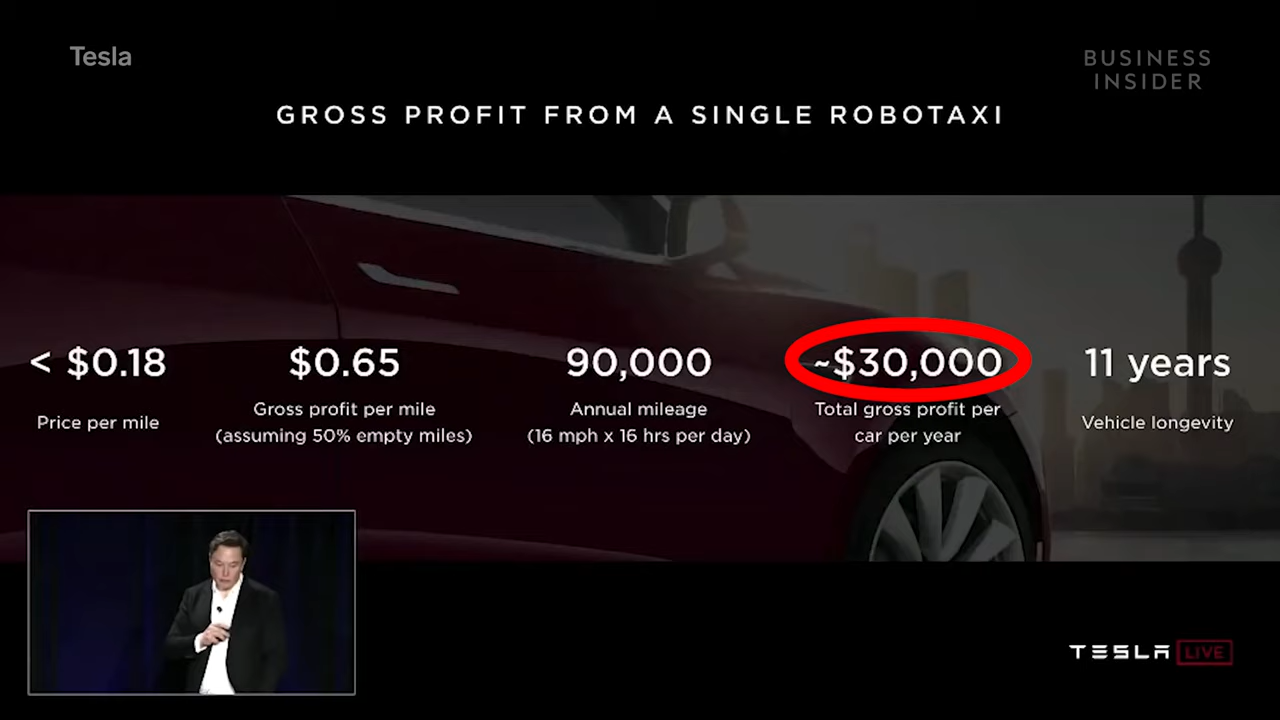 Tesla
BUSINESS
INSIDER
GROSS PROFIT FROM A SINGLE ROBOTAXI
< $0.18
Price per mile
$0.65
Gross profit per mile
(assuming 50% empty miles)
90,000
Annual mileage
(16 mph x 16 hrs per day)
~$30,000
Total gross profit per
car per year
11 years
Vehicle longevity
TESLA LIVE